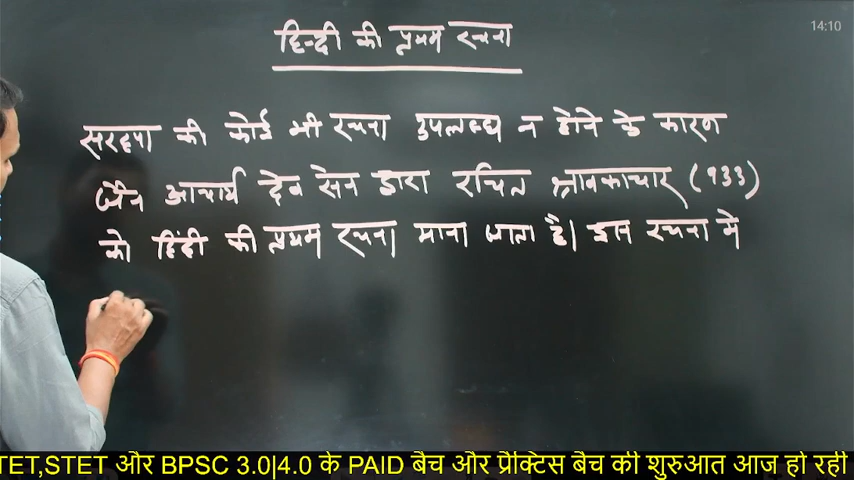 14:10
हिन्दी की प्रथम रचना
सरहपा की कोई भी रचना उपलब्ध न होने के कारण
जैन आचार्य देव सेन द्वारा रचित श्रावकाचार (933)
को हिंदी की प्रथम रचना माना जाता है। इस रचना में
TET,STET और BPSC 3.0|4.0 के PAID बैच और प्रैक्टिस बैच की शुरुआत आज हो रही